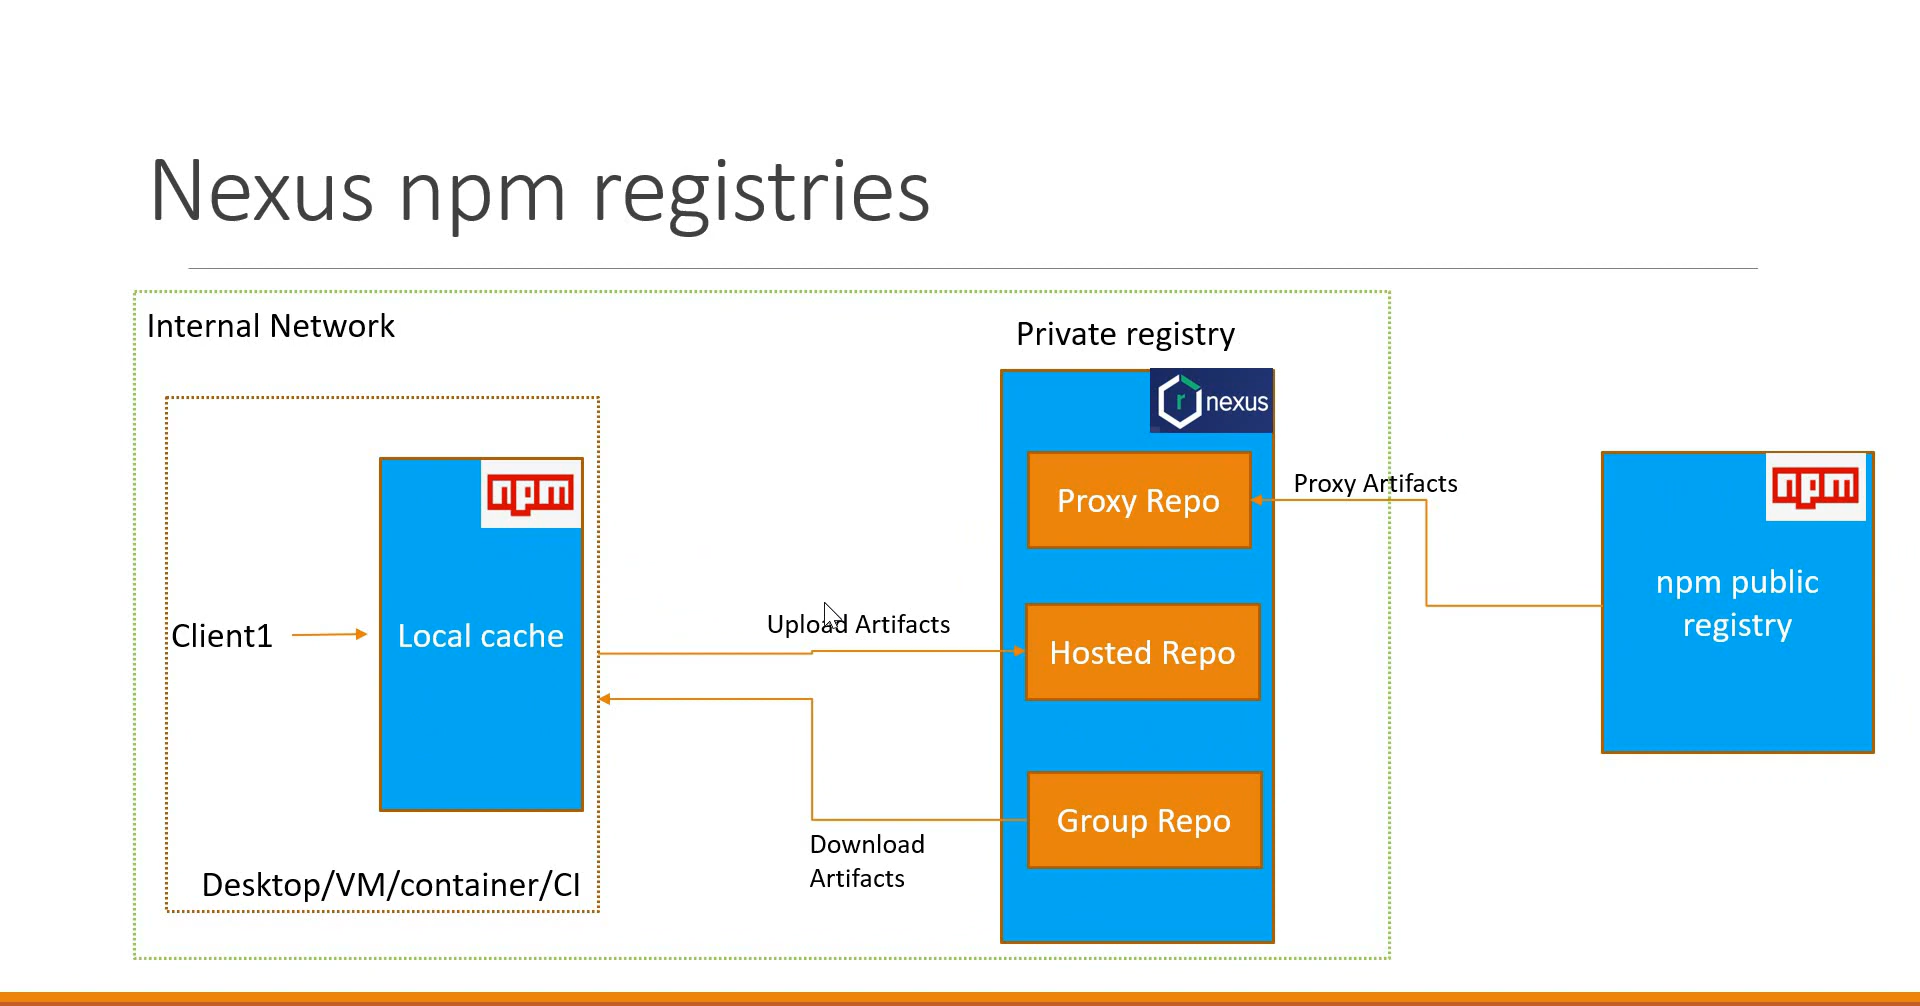 Nexus npm registries
Internal Network
Private registry
nexus
npm
Proxy Repo
Proxy Artifacts
npm
npm public
registry
Client1
Local cache
Upload Artifacts
Hosted Repo
Group Repo
Download
Artifacts
Desktop/VM/container/CI